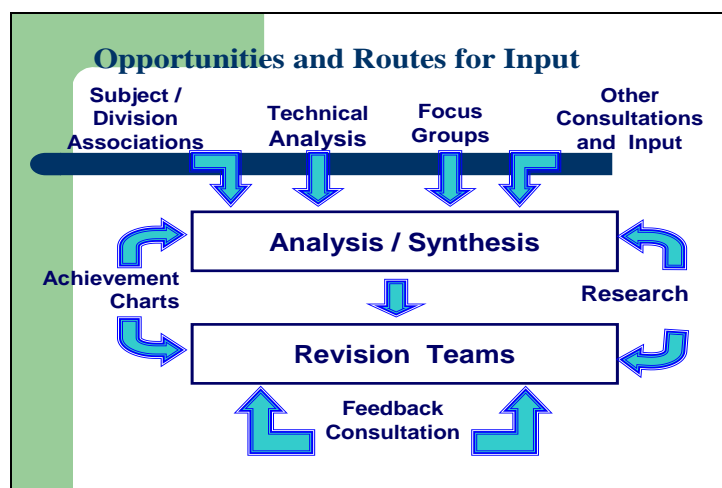 Opportunities and Routes for Input
Subject /
Division
Associations
Technical
Analysis
Focus
Groups
Other
Consultations
and Input
Analysis / Synthesis
Achievement
Charts
Research
Revision Teams
Feedback
Consultation